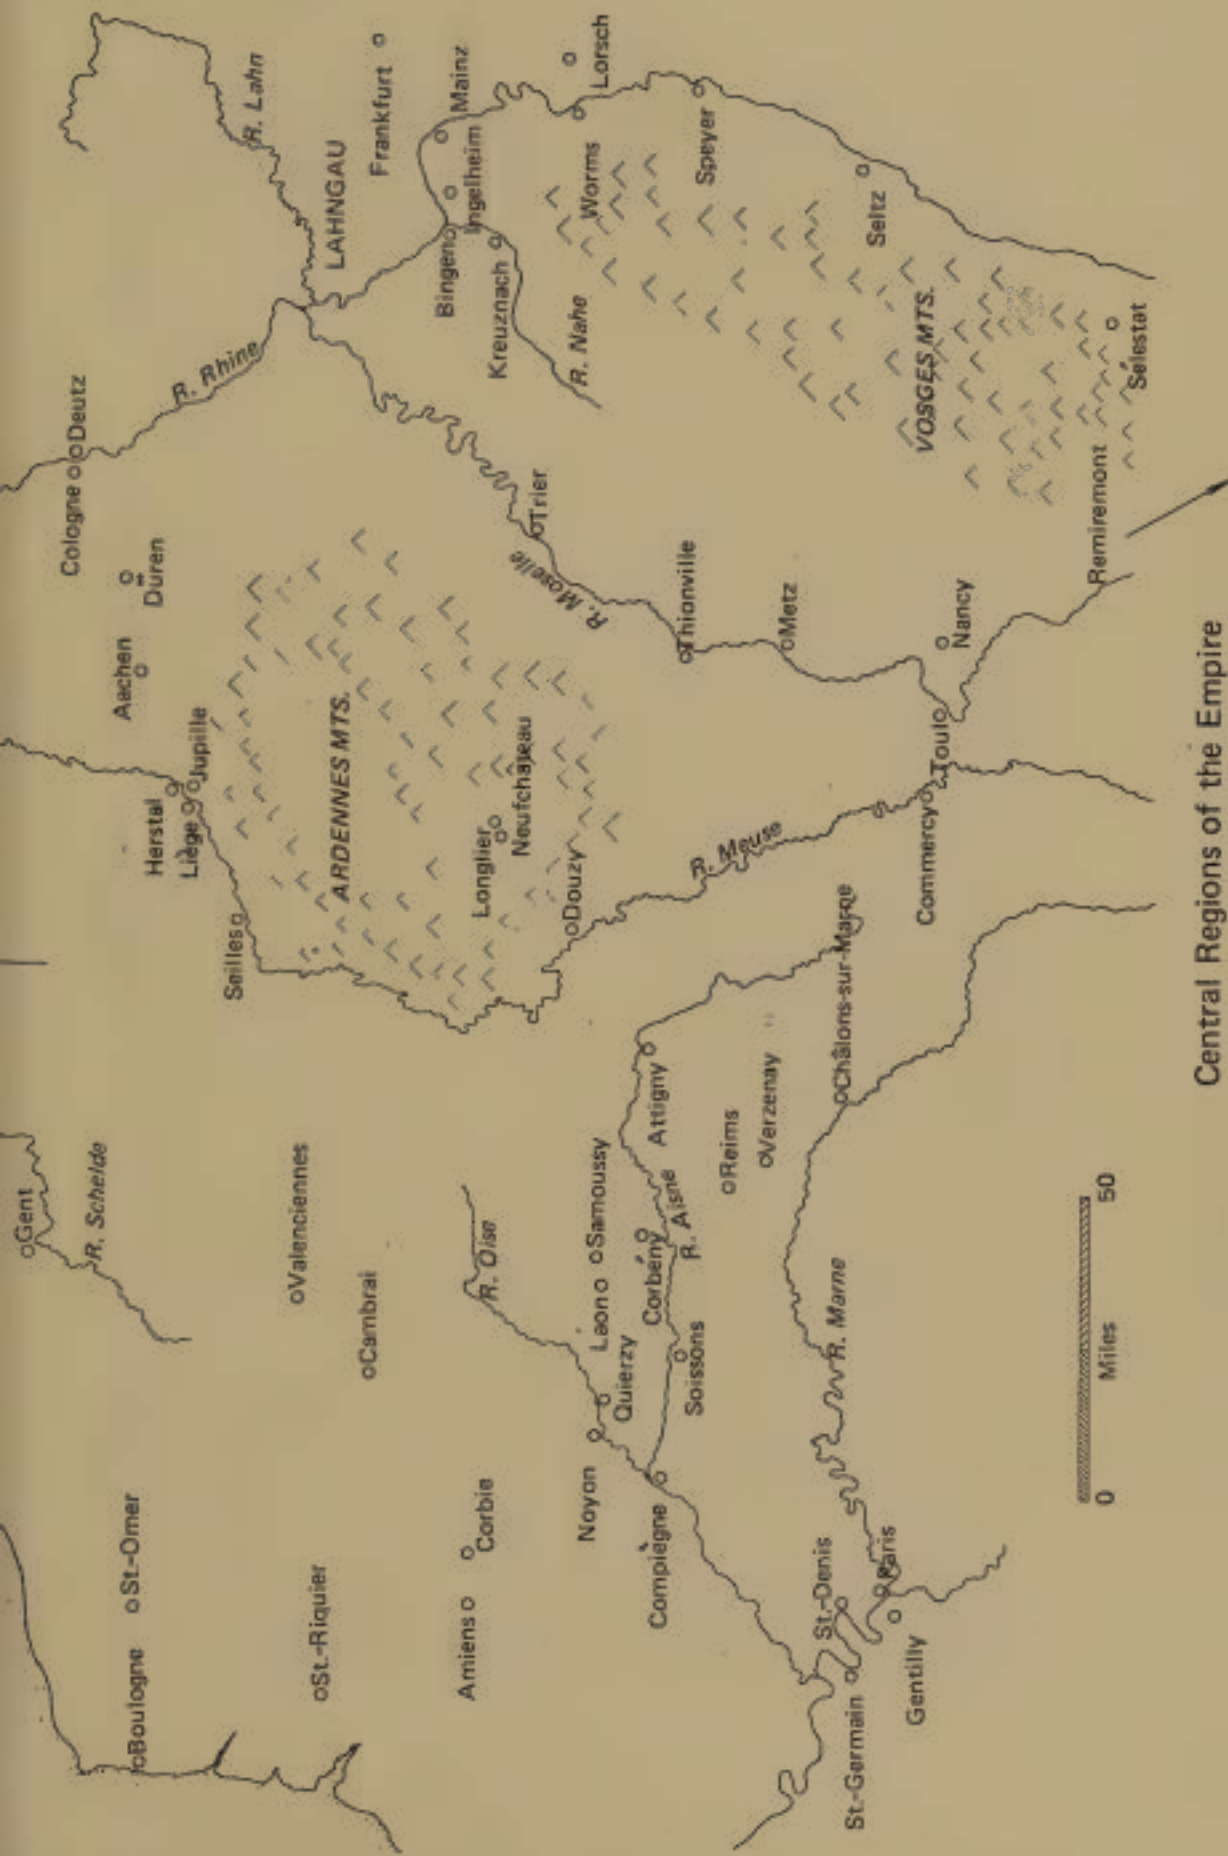 Boulogne
St.-Omer
Gent
R. Schelde
St.-Riquier
Valenciennes
Cambrai
Amiens
Corbie
R. Oise
Noyon
Quierzy
Laon
Samoussy
Compiègne
Soissons
Corbény
R. Aisne
Attigny
Reims
Verzenay
Châlons-sur-Marne
R. Marne
St.-Denis
Paris
St.-Germain
Gentilly
Cologne
Deutz
Düren
Aachen
Herstal
Jupille
Liège
Seilles
ARDENNES MTS.
Longlier
Neufchâteau
Douzy
R. Meuse
Commercy
Toul
Nancy
Metz
Thionville
R. Moselle
Trier
R. Rhine
R. Lahn
LAHNGAU
Frankfurt
Mainz
Ingelheim
Bingen
Kreuznach
R. Nahe
Lorsch
Worms
Speyer
Seltz
VOSGES MTS.
Sélestat
Remiremont
0
Miles
50
Central Regions of the Empire